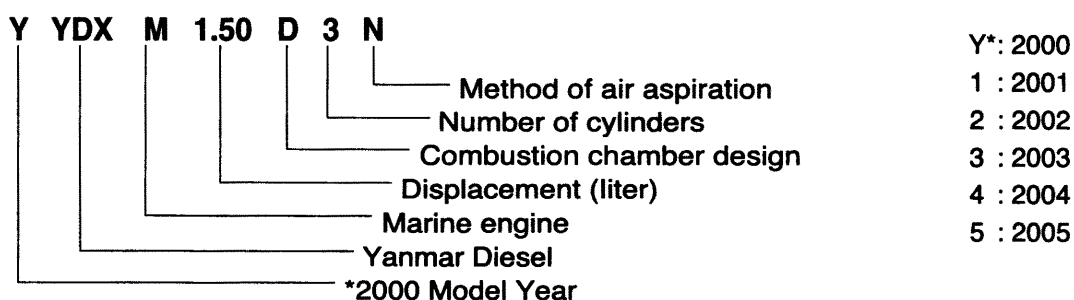 Y YDX M 1.50 D 3 N
Method of air aspiration
Number of cylinders
Combustion chamber design
Displacement (liter)
Marine engine
Yanmar Diesel
*2000 Model Year
Y*: 2000
1 : 2001
2 : 2002
3 : 2003
4 : 2004
5 : 2005